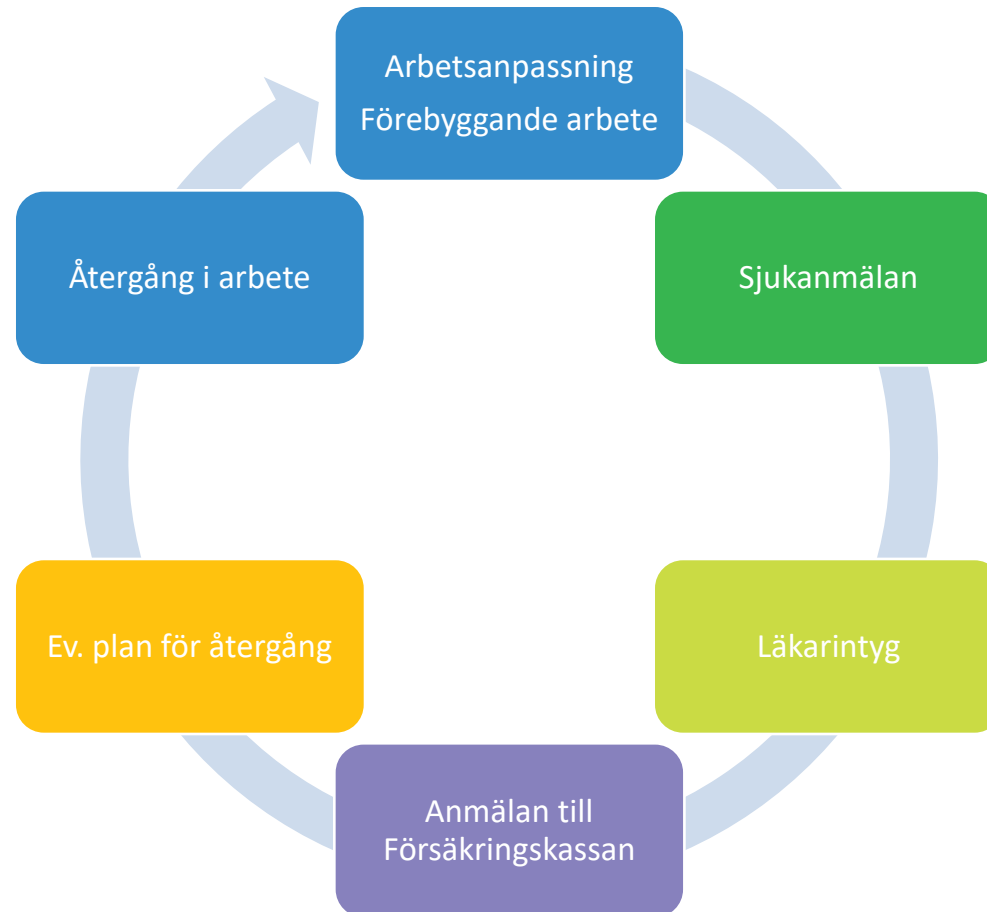 Arbetsanpassning
Förebyggande arbete
Sjukanmälan
Läkarintyg
Anmälan till
Försäkringskassan
Ev. plan för återgång
Återgång i arbete